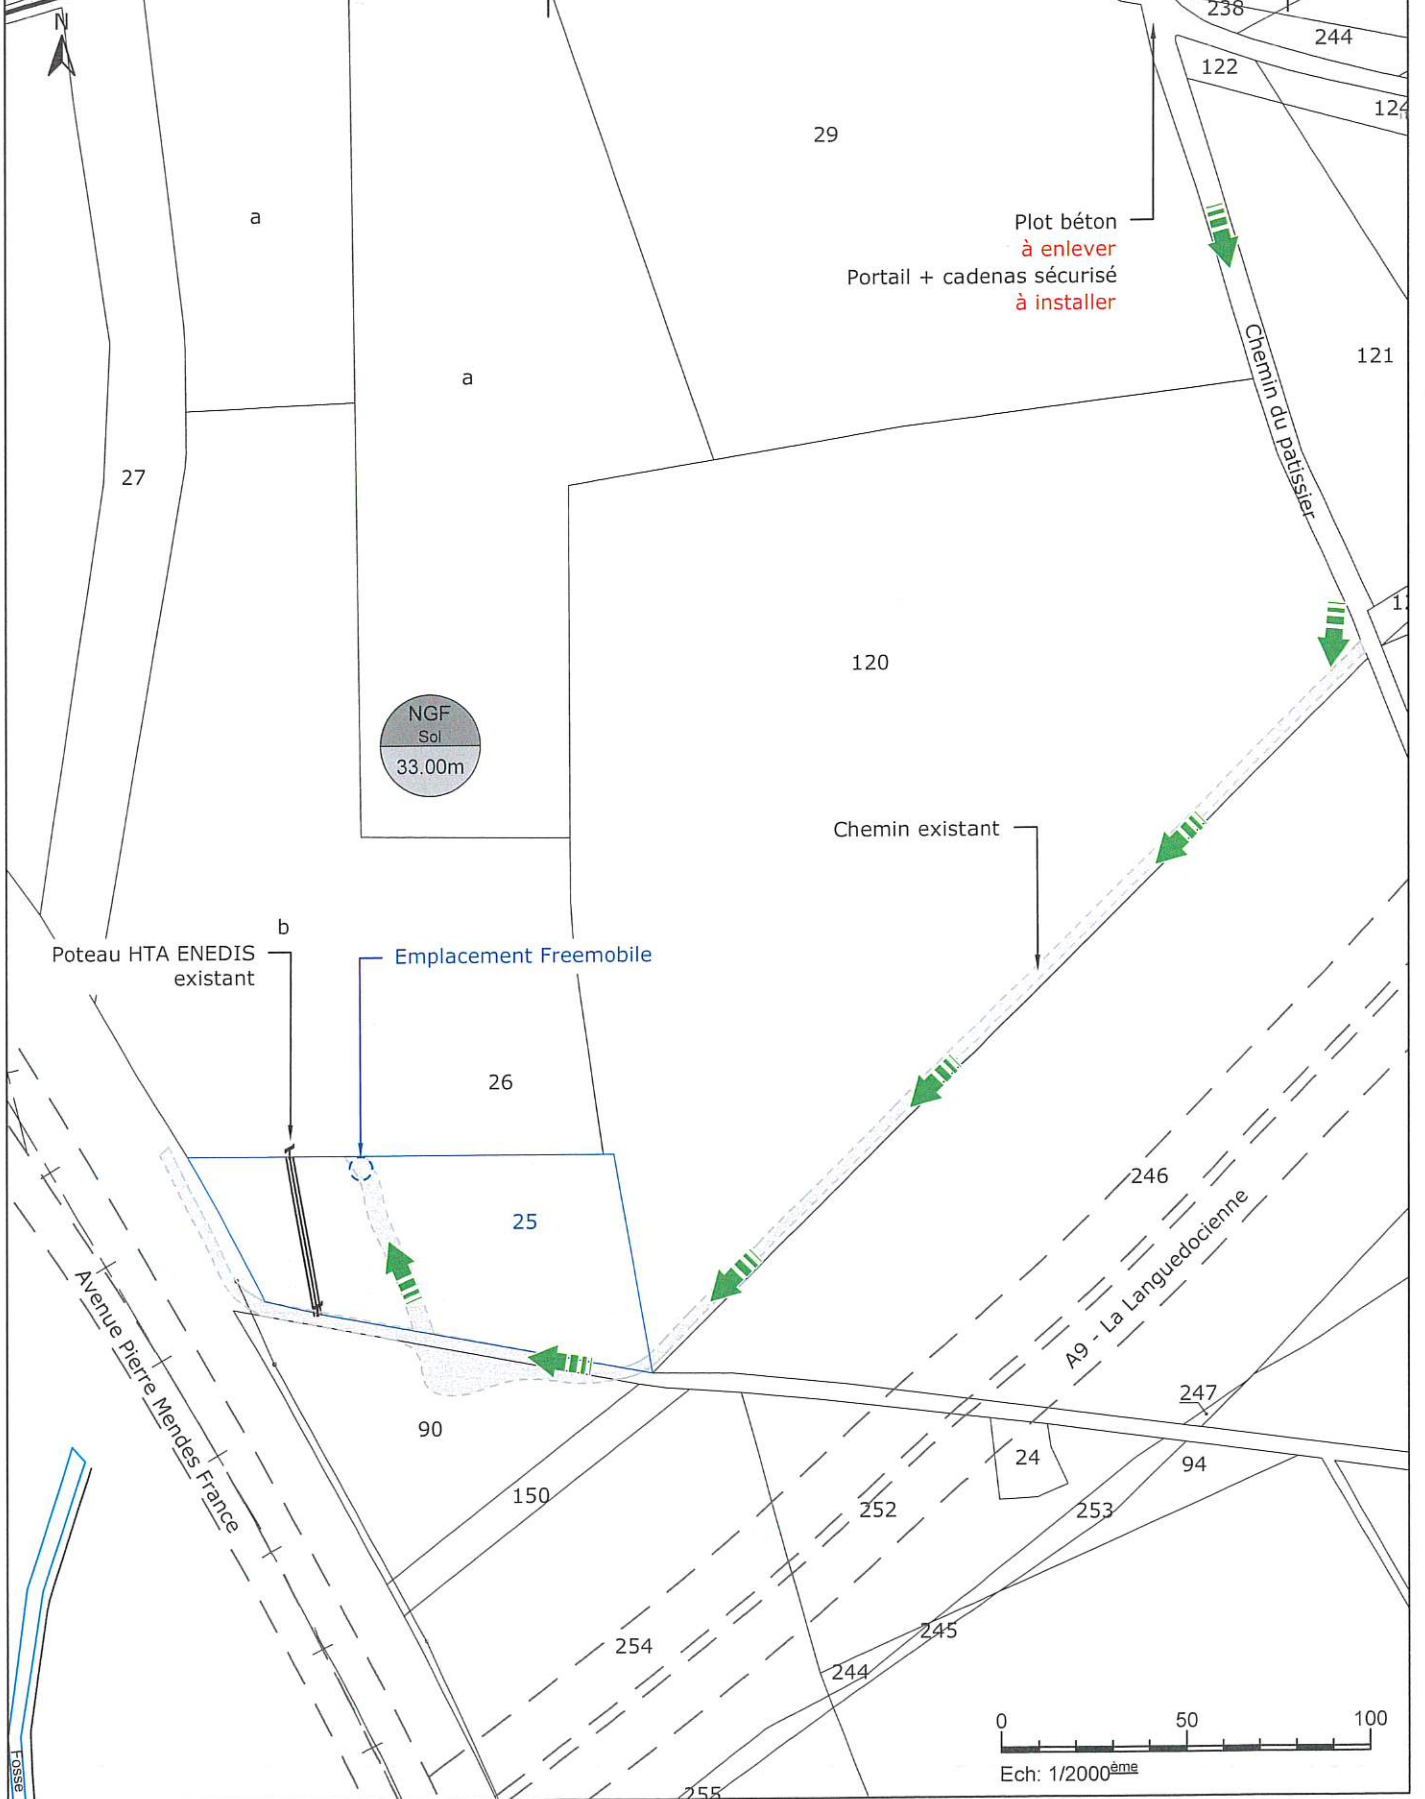 N
238
244
122
124
29
a
Plot béton
à enlever
Portail + cadenas sécurisé
à installer
Chemin du patissier
121
a
27
120
NGF
Sol
33.00m
Chemin existant
b
Poteau HTA ENEDIS
existant
Emplacement Freemobile
26
246
25
A9 - La Languedocienne
Avenue Pierre Mendes France
247
90
24
94
150
252
253
245
254
244
0 50 100
Ech: 1/2000ème
Fosse
255